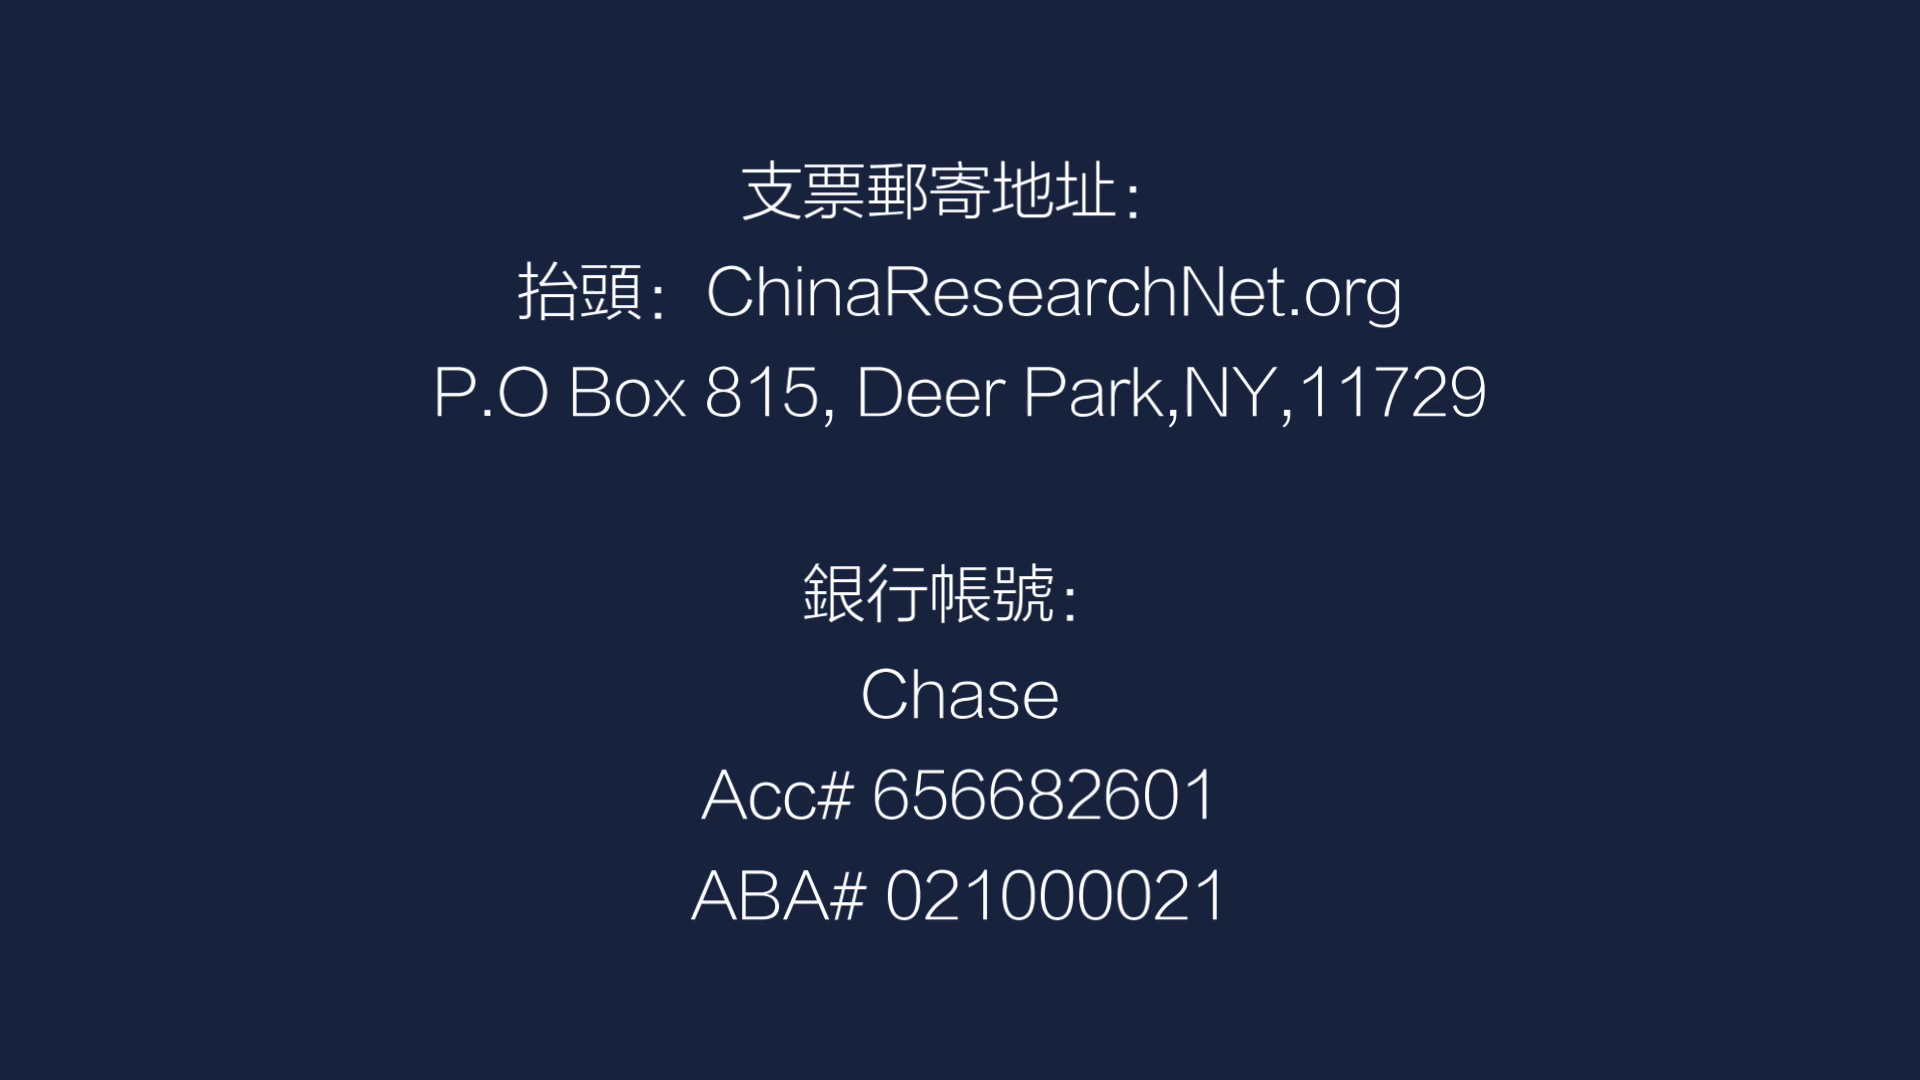 支票郵寄地址：
抬頭：ChinaResearchNet.org
P.O Box 815, Deer Park,NY,11729
銀行帳號：
Chase
Acc# 656682601
ABA# 021000021